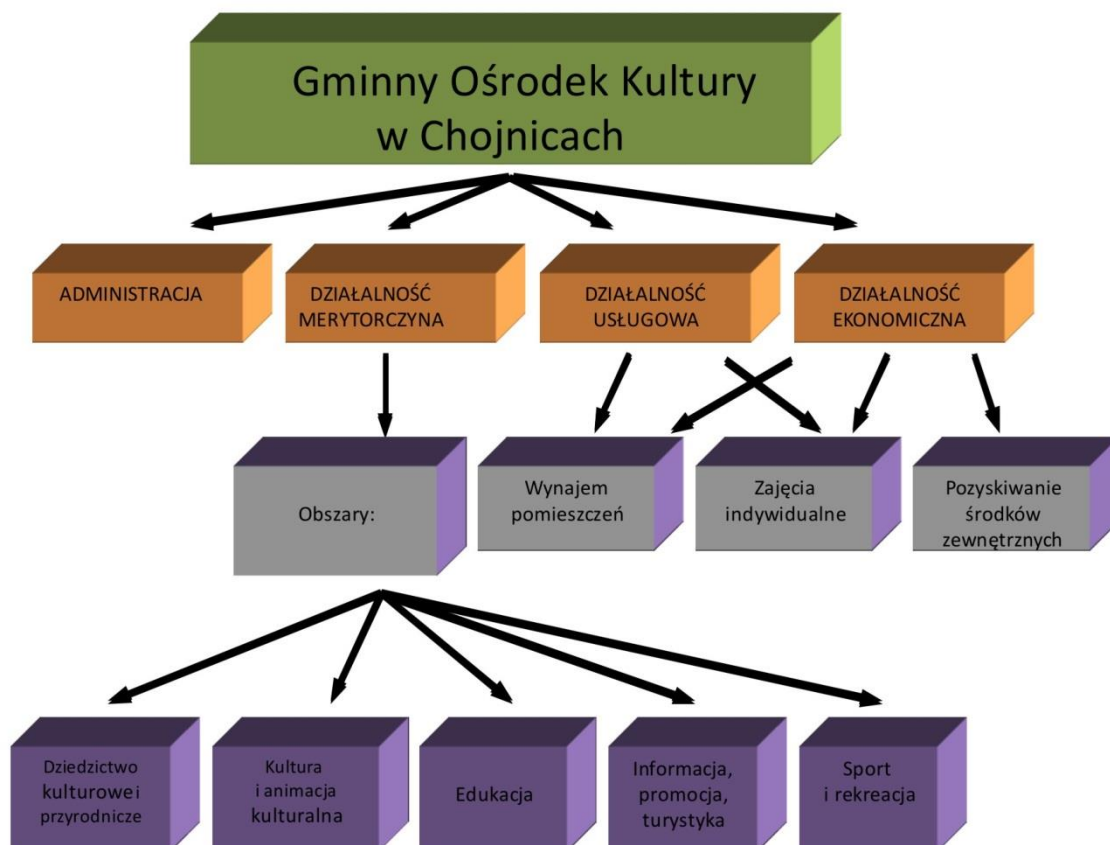 Gminny Ośrodek Kultury
w Chojnicach
ADMINISTRACJA
DZIAŁALNOŚĆ
MERYTORCZYNA
DZIAŁALNOŚĆ
USŁUGOWA
DZIAŁALNOŚĆ
EKONOMICZNA
Obszary:
Wynajem
pomieszczeń
Zajęcia
indywidualne
Pozyskiwanie
środków
zewnętrznych
Dziedzictwo
kulturowe i
przyrodnicze
Kultura
i animacja
kulturalna
Edukacja
Informacja,
promocja,
turystyka
Sport
i rekreacja